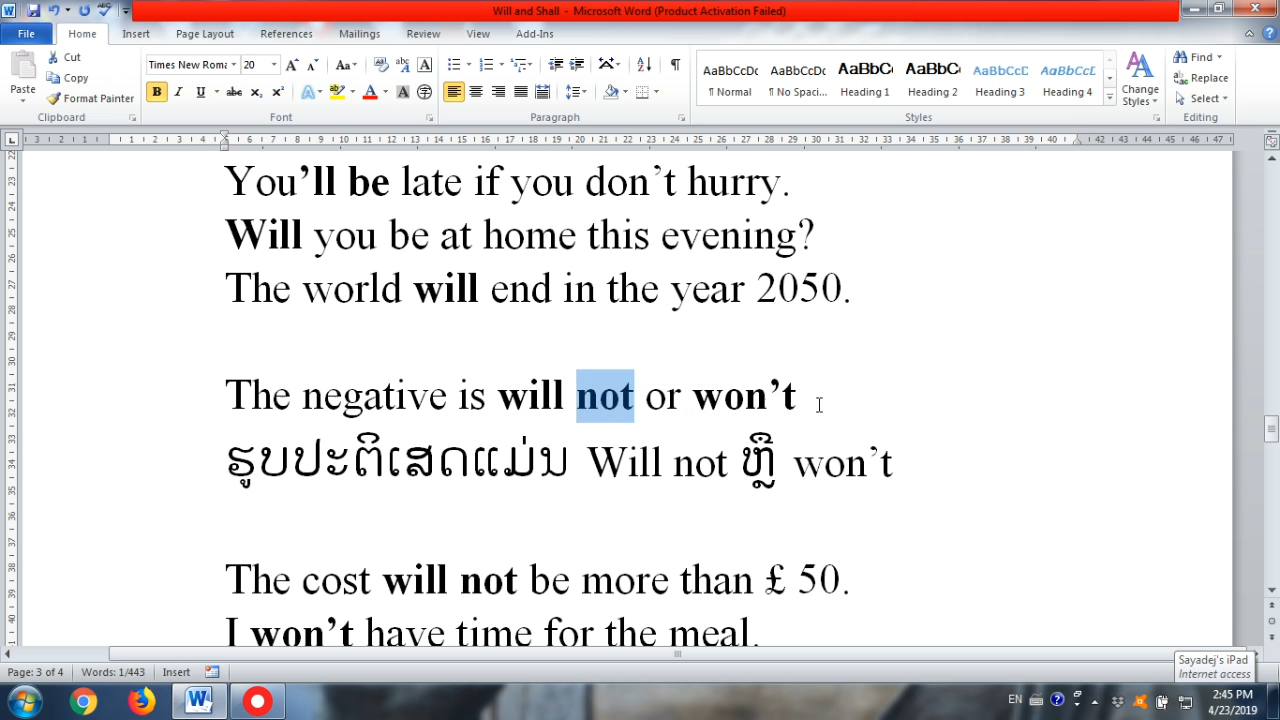 Will and Shall - Microsoft Word (Product Activation Failed)
File Home Insert Page Layout References Mailings Review View Add-Ins
Paste
Cut
Copy
Format Painter
Clipboard
Times New Roma 20
Font
Paragraph
AaBbCcDc AaBbCcDc AaBbC AaBbCc AaBbCcD AaBbCcD
¶ Normal ¶ No Spaci... Heading 1 Heading 2 Heading 3 Heading 4
Styles
Change Styles
Find
Replace
Select
Editing
You’ll be late if you don’t hurry.
Will you be at home this evening?
The world will end in the year 2050.
The negative is will not or won’t
ຮູບປະຕິເສດແມ່ນ Will not ຫຼື won’t
The cost will not be more than £ 50.
I won’t have time for the meal.
Page: 3 of 4 Words: 1/443 Insert
Sayadej's iPad
Internet access
EN 2:45 PM
4/23/2019